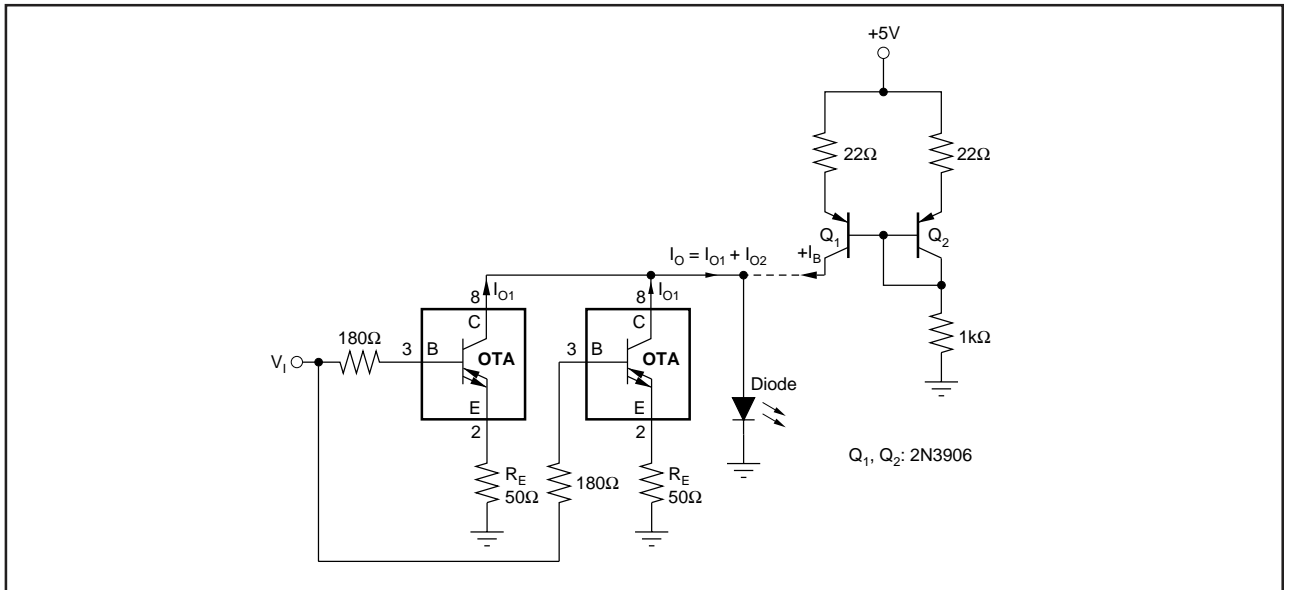 +5V
22Ω
22Ω
Q1
Q2
IO = IO1 + IO2
+IB
8
IO1
8
IO1
C
C
180Ω
1kΩ
VI
3
B
OTA
3
B
OTA
Diode
E
E
2
2
Q1, Q2: 2N3906
RE
50Ω
180Ω
RE
50Ω